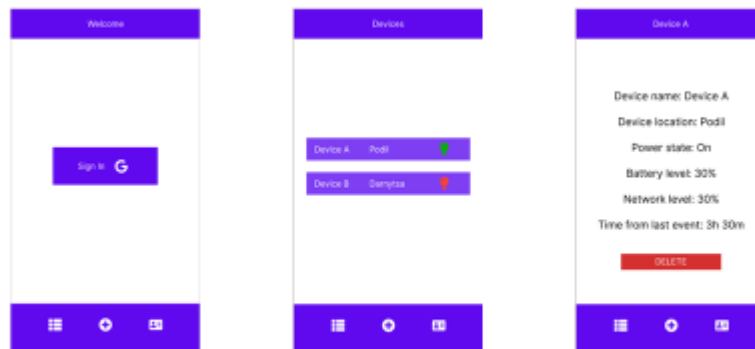 Welcome
Sign In
Devices
Device A Podil
Device B Darnytsa
Device A
Device name: Device A
Device location: Podil
Power state: On
Battery level: 30%
Network level: 30%
Time from last event: 3h 30m
DELETE